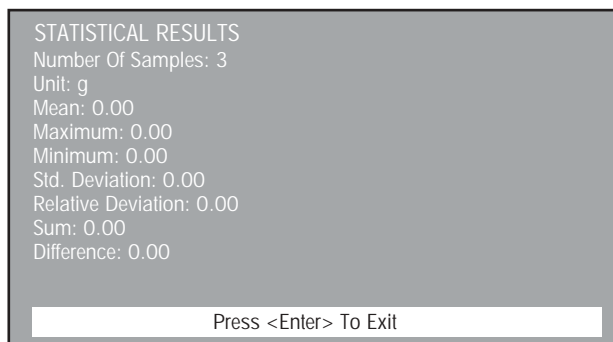 STATISTICAL RESULTS
Number Of Samples: 3
Unit: g
Mean: 0.00
Maximum: 0.00
Minimum: 0.00
Std. Deviation: 0.00
Relative Deviation: 0.00
Sum: 0.00
Difference: 0.00
Press <Enter> To Exit